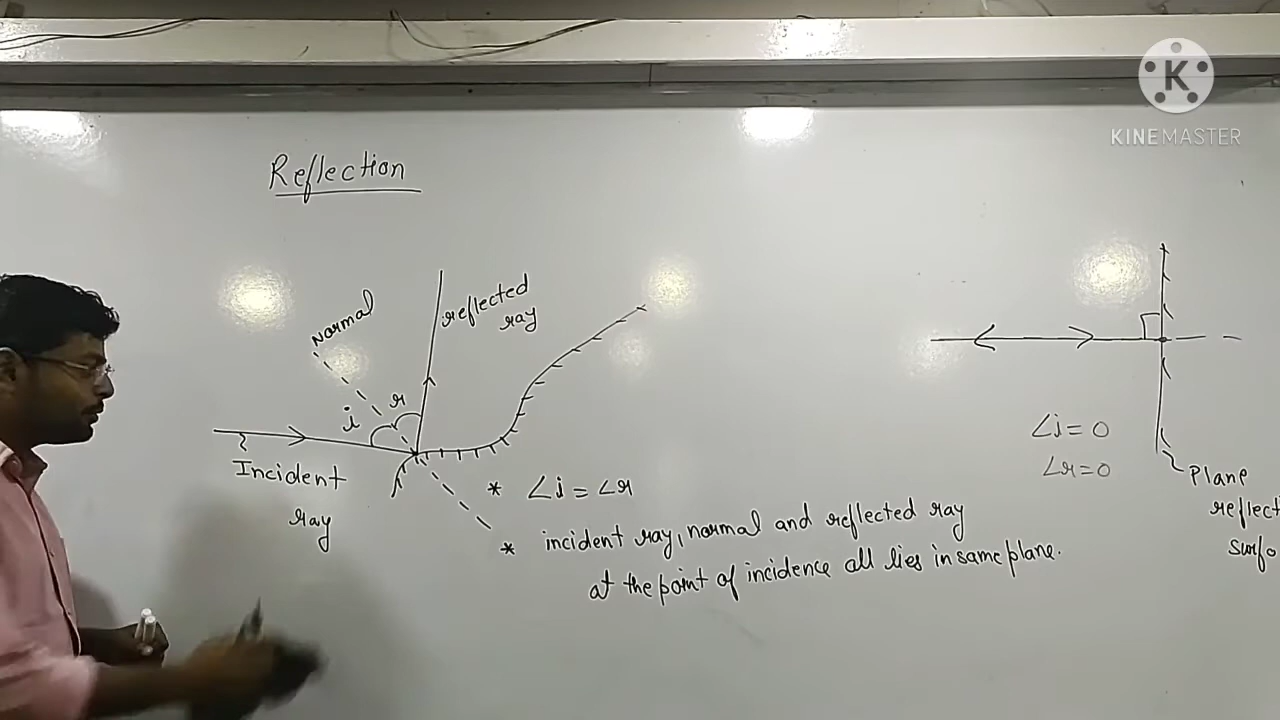 K
KINEMASTER
Reflection
Normal
reflected
ray
i
r
Incident
ray
* ∠i = ∠r
* incident ray, normal and reflected ray
at the point of incidence all lies in same plane.
∠i = 0
∠r = 0
Plane
reflect
surfa